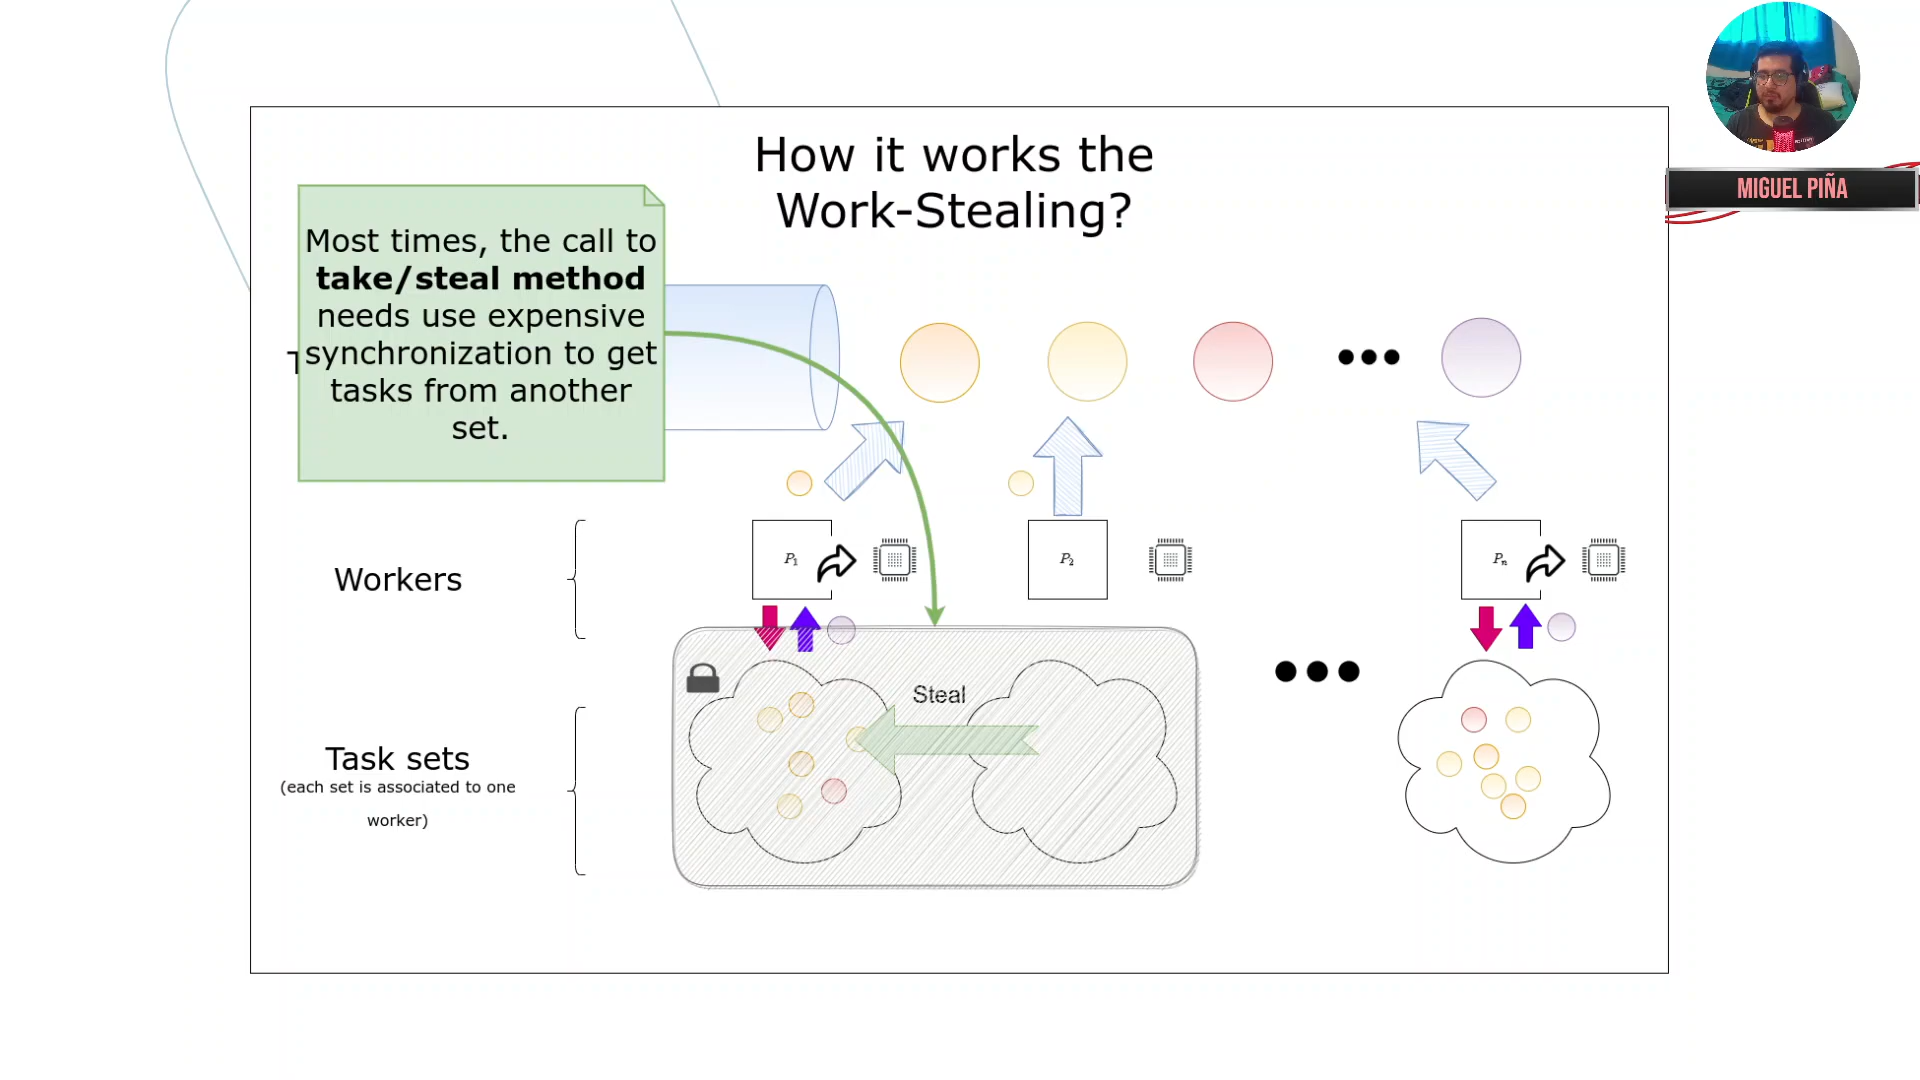 How it works the
Work-Stealing?
MIGUEL PIÑA
Most times, the call to
take/steal method
needs use expensive
synchronization to get
tasks from another
set.
Workers
P1
P2
Pn
Steal
Task sets
(each set is associated to one
worker)